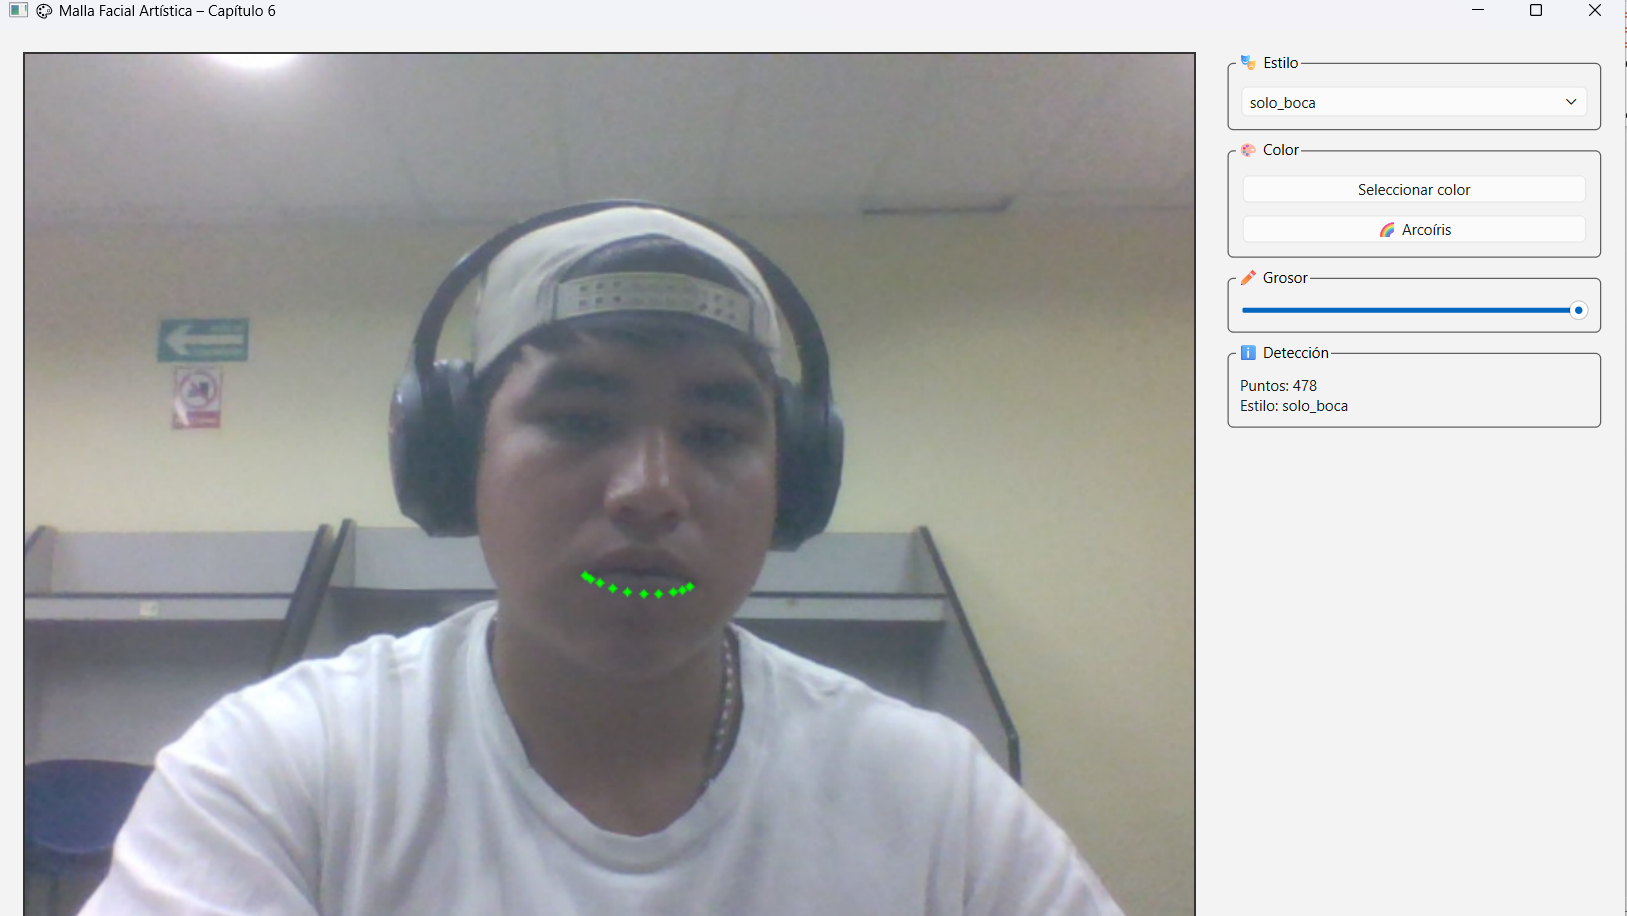 Malla Facial Artística – Capítulo 6
Estilo
solo_boca
Color
Seleccionar color
Arcoíris
Grosor
Detección
Puntos: 478
Estilo: solo_boca